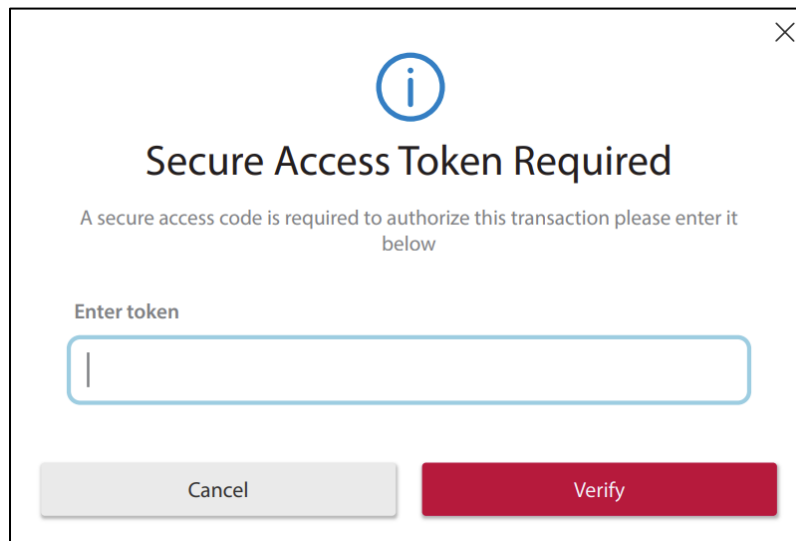 Secure Access Token Required
A secure access code is required to authorize this transaction please enter it
below
Enter token
Cancel
Verify